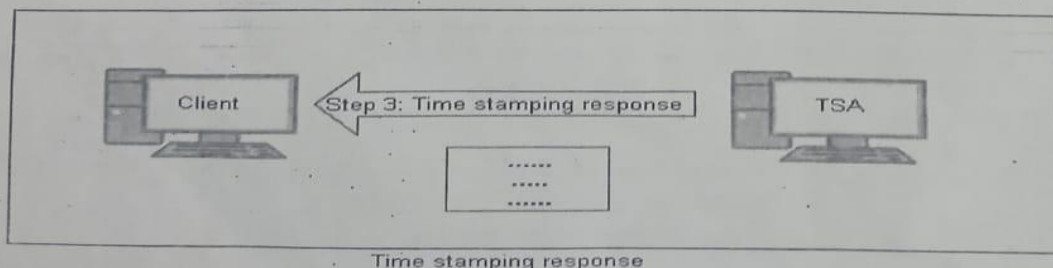 Client
Step 3: Time stamping response
TSA
......
.....
......
Time stamping response